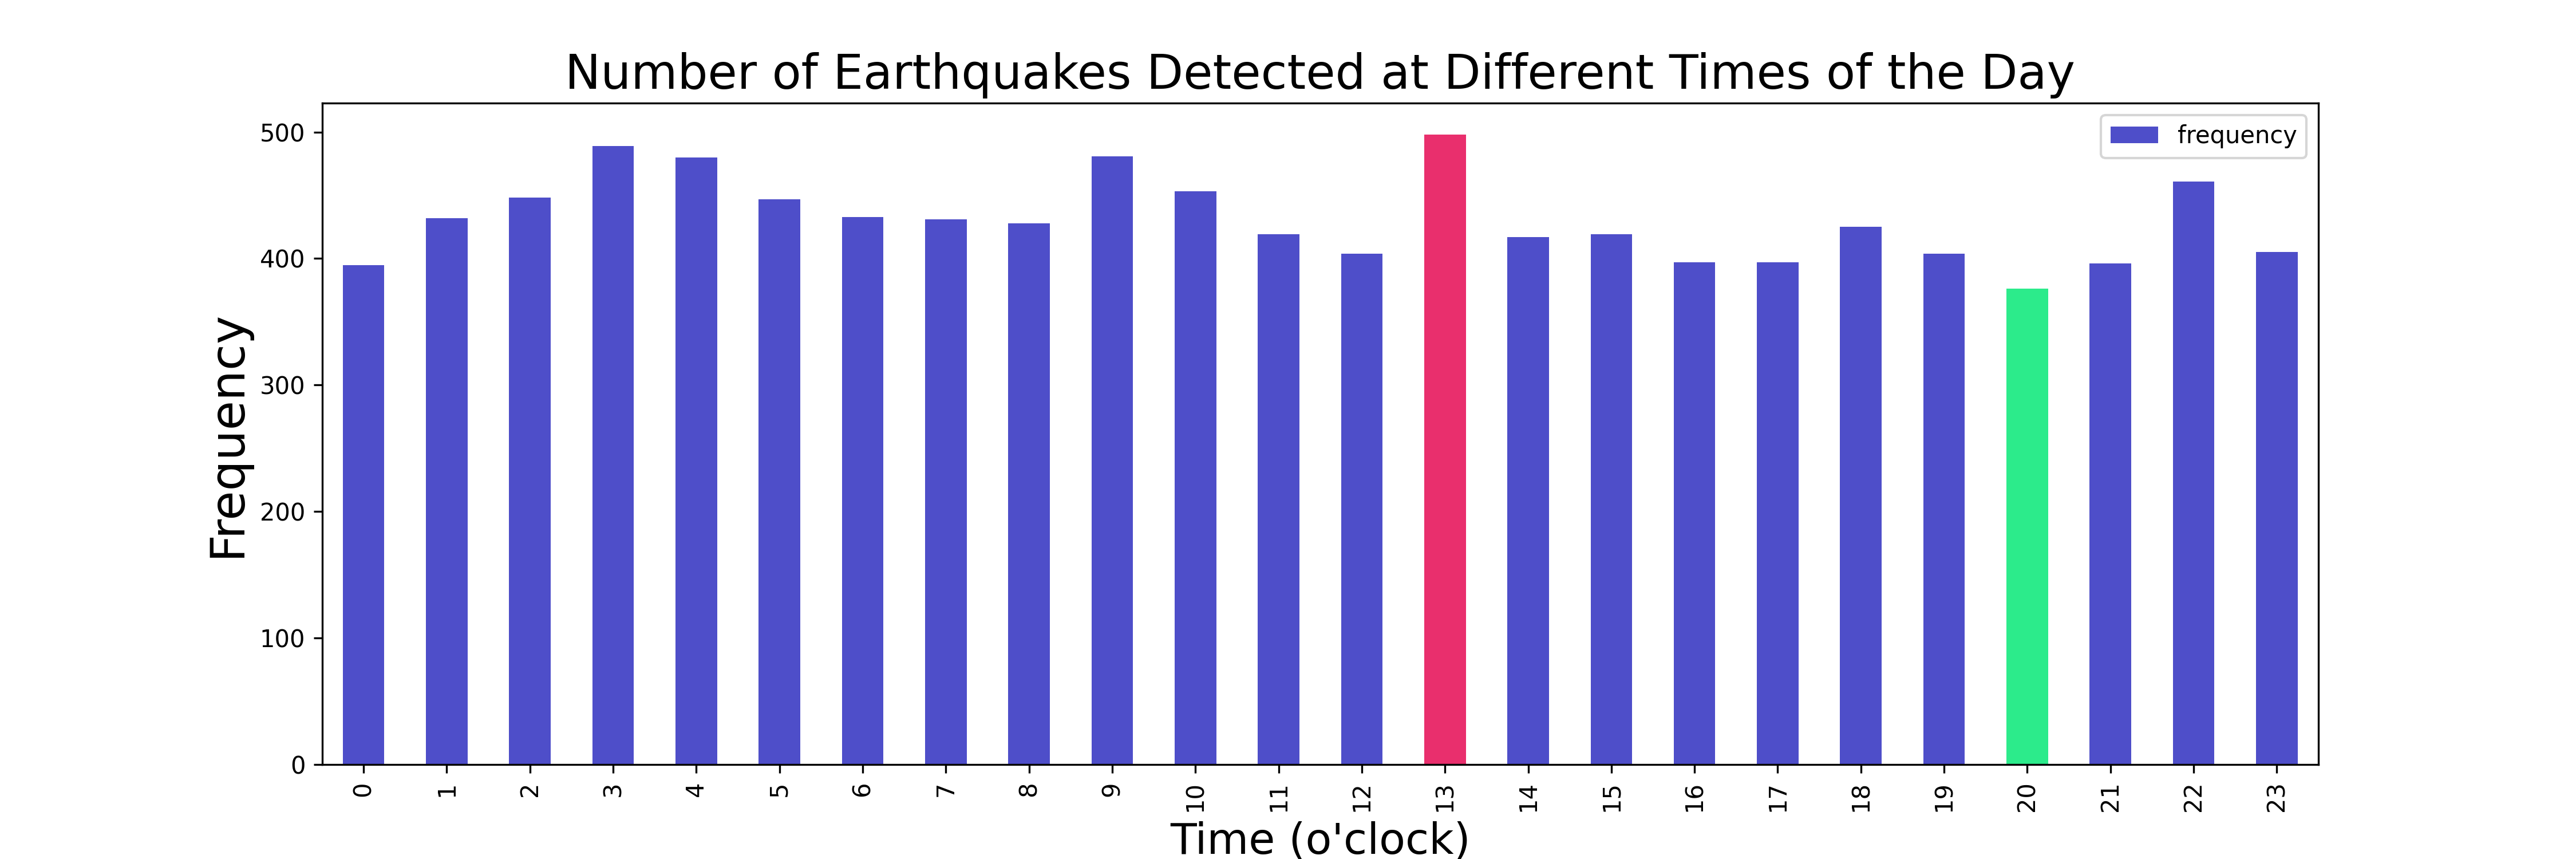 Number of Earthquakes Detected at Different Times of the Day
frequency
Frequency
500
400
300
200
100
0
0 1 2 3 4 5 6 7 8 9 10 11 12 13 14 15 16 17 18 19 20 21 22 23
Time (o'clock)